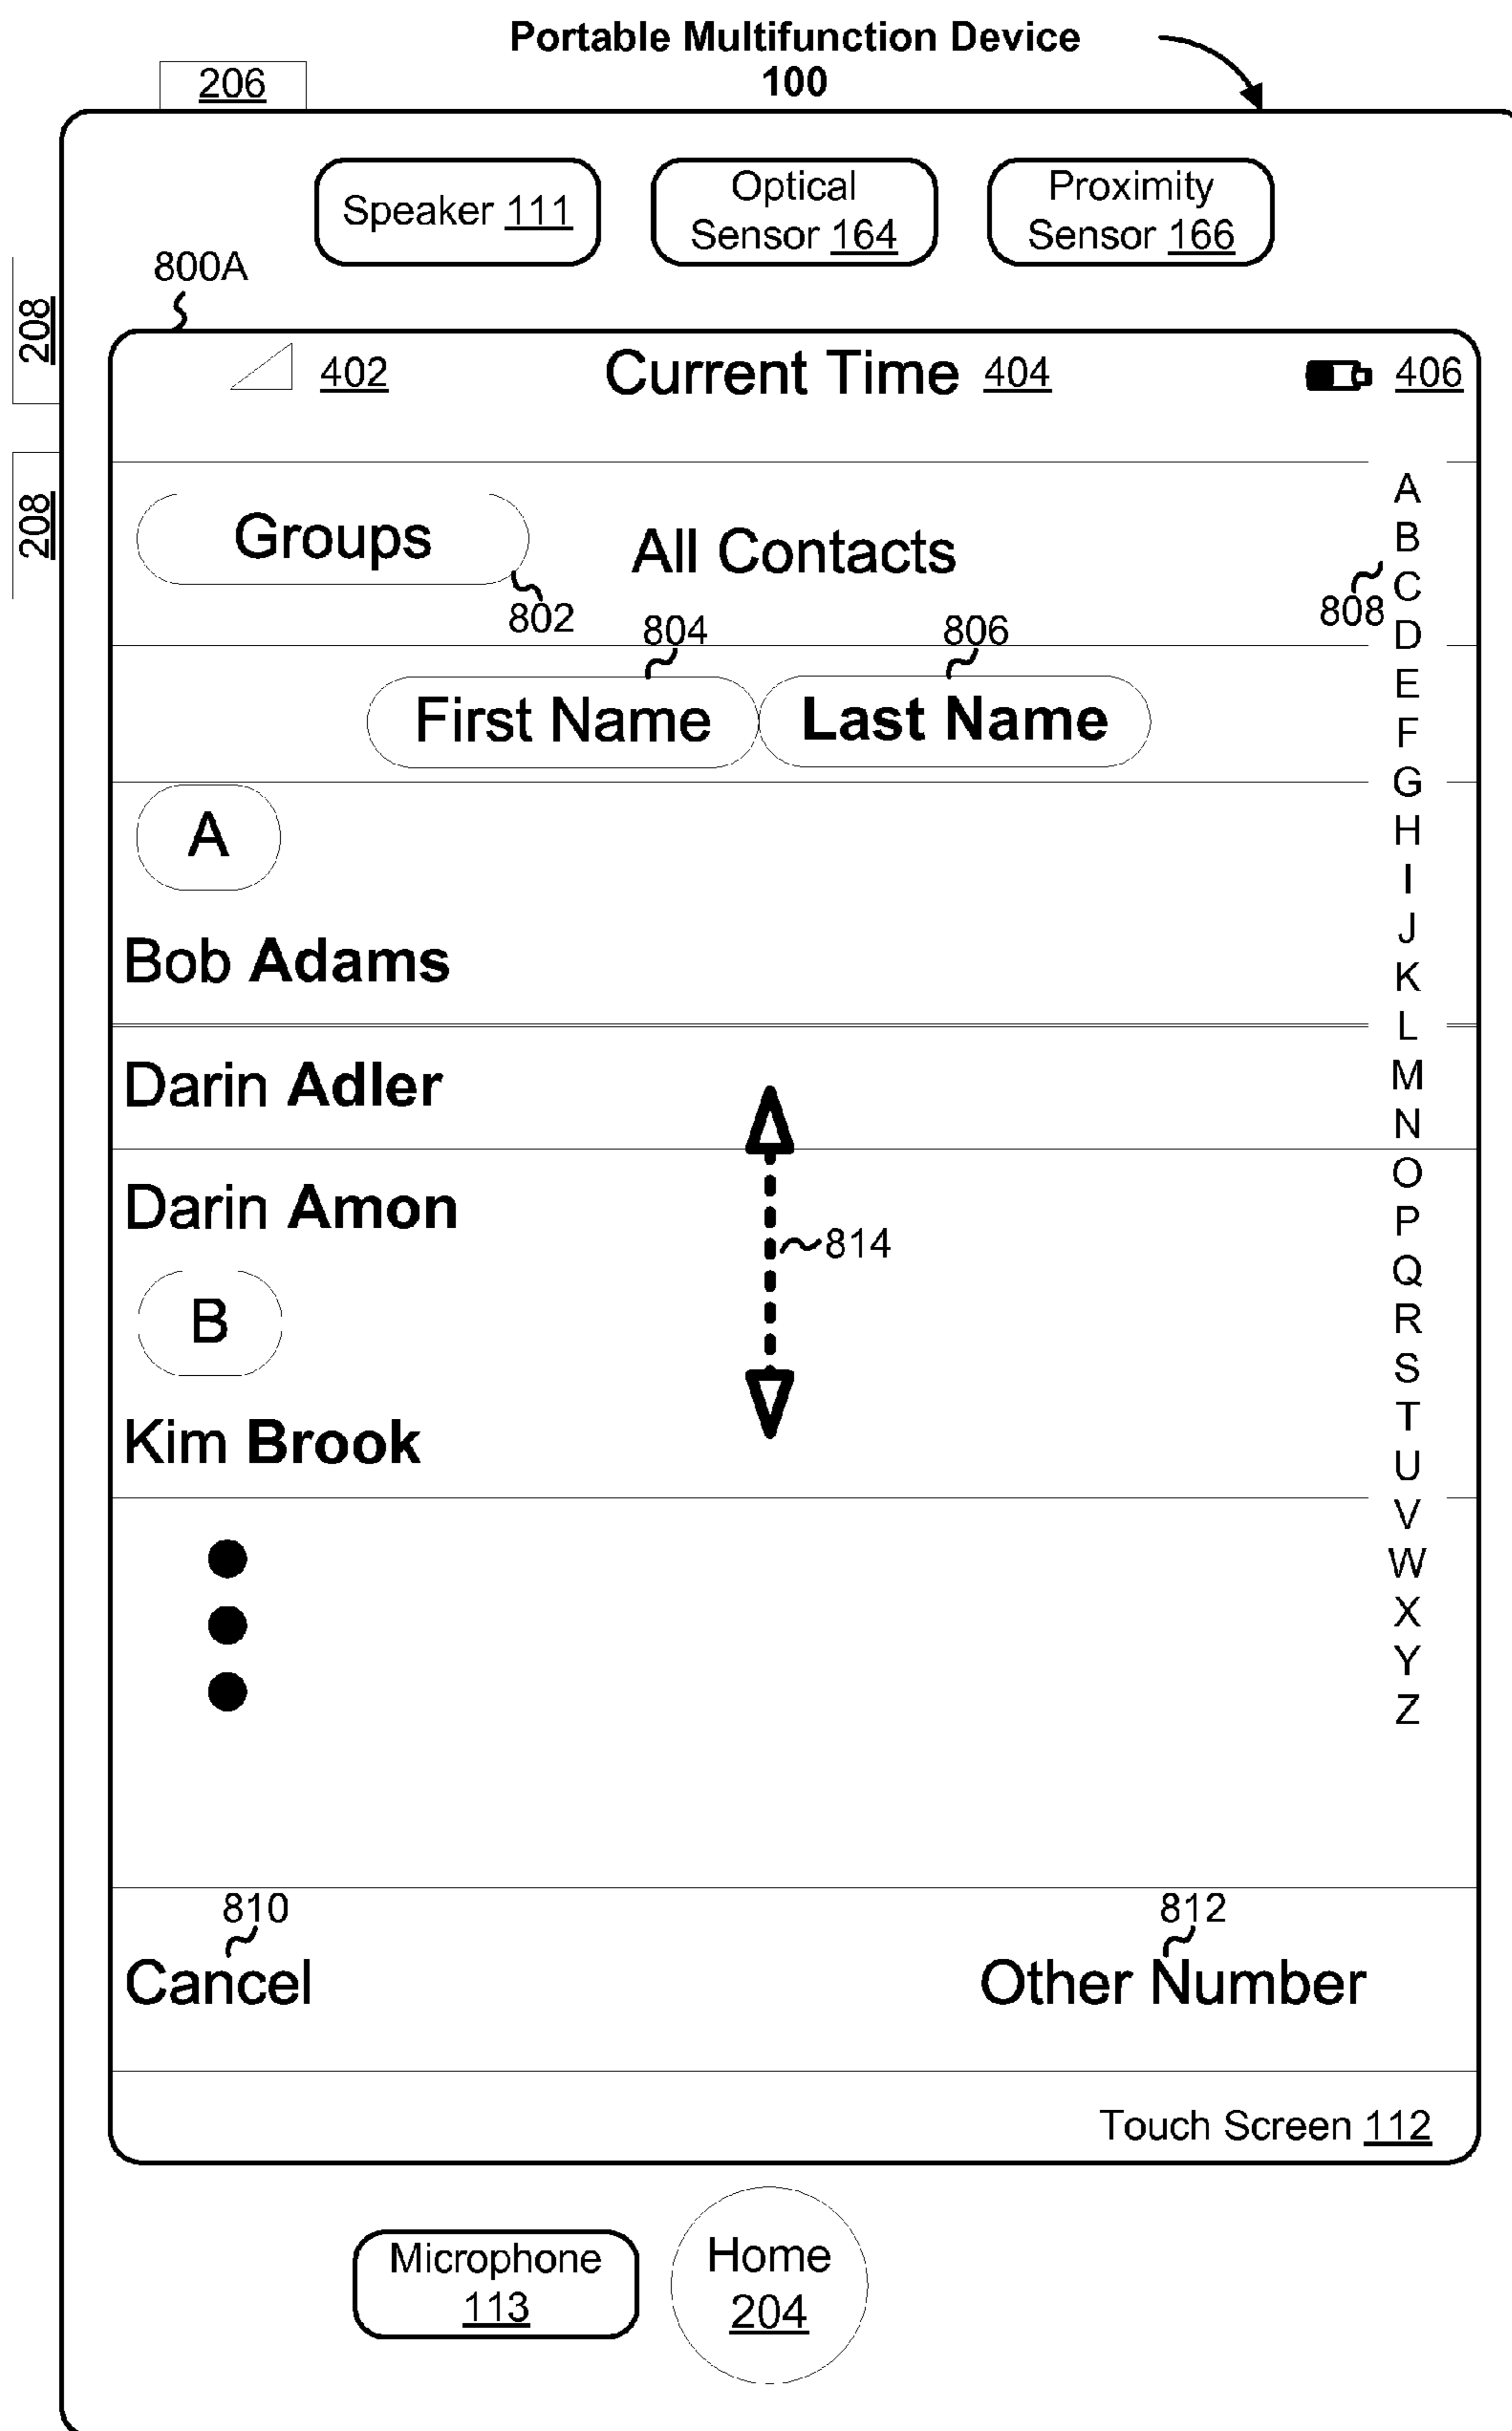 Portable Multifunction Device
100
206
Speaker 111
Optical
Sensor 164
Proximity
Sensor 166
800A
208
208
402
Current Time 404
406
Groups
All Contacts
802
804
806
808
First Name
Last Name
A
Bob Adams
Darin Adler
Darin Amon
814
B
Kim Brook
A
B
C
D
E
F
G
H
I
J
K
L
M
N
O
P
Q
R
S
T
U
V
W
X
Y
Z
810
812
Cancel
Other Number
Touch Screen 112
Microphone
113
Home
204